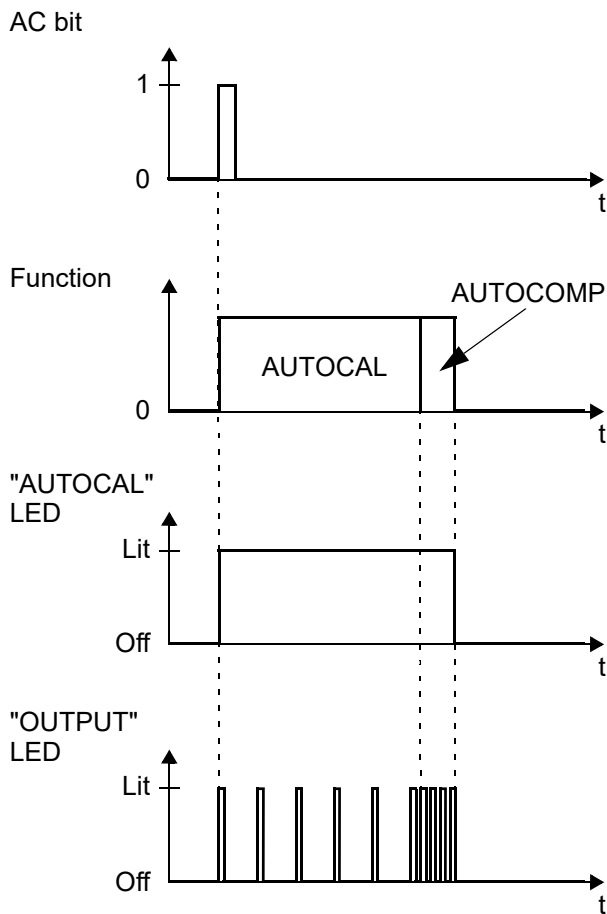 AC bit
1
0
t
Function
AUTOCOMP
AUTOCAL
0
t
"AUTOCAL"
LED
Lit
Off
t
"OUTPUT"
LED
Lit
Off
t